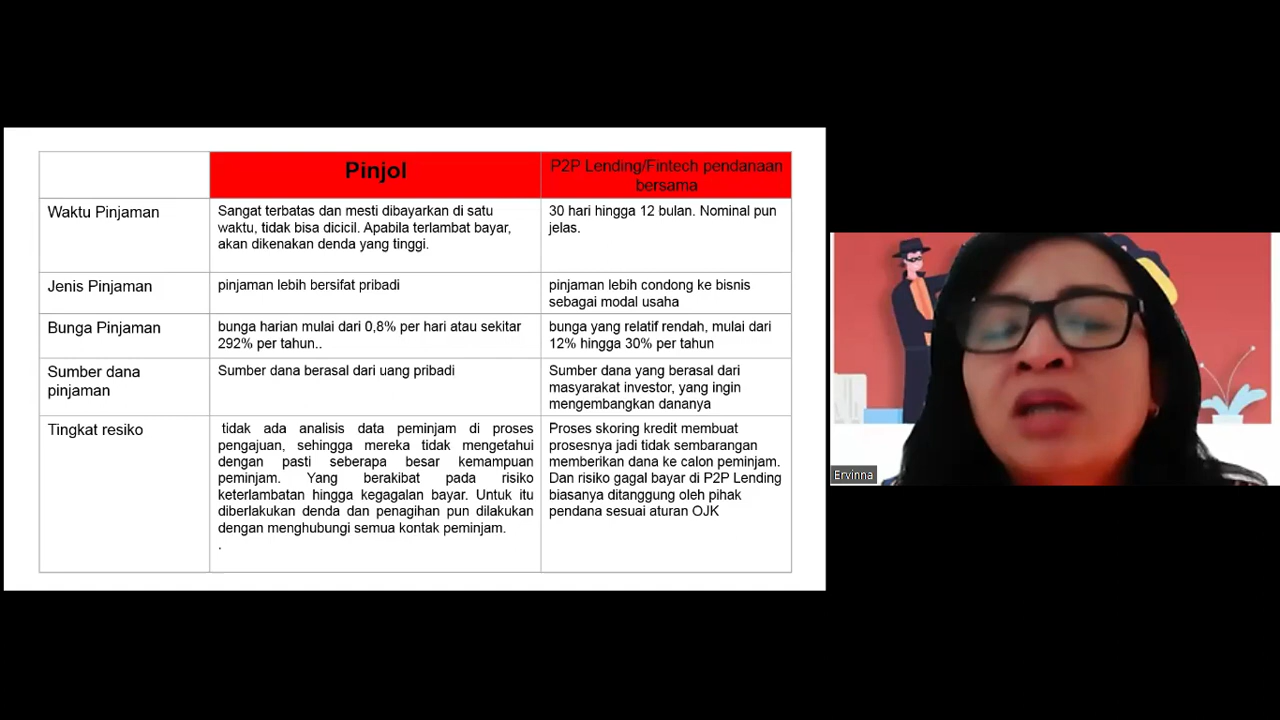 Pinjol
P2P Lending/Fintech pendanaan
bersama
Waktu Pinjaman
Sangat terbatas dan mesti dibayarkan di satu
waktu, tidak bisa dicicil. Apabila terlambat bayar,
akan dikenakan denda yang tinggi.
30 hari hingga 12 bulan. Nominal pun
jelas.
Jenis Pinjaman
pinjaman lebih bersifat pribadi
pinjaman lebih condong ke bisnis
sebagai modal usaha
Bunga Pinjaman
bunga harian mulai dari 0,8% per hari atau sekitar
292% per tahun..
bunga yang relatif rendah, mulai dari
12% hingga 30% per tahun
Sumber dana
pinjaman
Sumber dana berasal dari uang pribadi
Sumber dana yang berasal dari
masyarakat investor, yang ingin
mengembangkan dananya
Tingkat resiko
tidak ada analisis data peminjam di proses
pengajuan, sehingga mereka tidak mengetahui
dengan pasti seberapa besar kemampuan
peminjam. Yang berakibat pada risiko
keterlambatan hingga kegagalan bayar. Untuk itu
diberlakukan denda dan penagihan pun dilakukan
dengan menghubungi semua kontak peminjam.
.
Proses skoring kredit membuat
prosesnya jadi tidak sembarangan
memberikan dana ke calon peminjam.
Dan risiko gagal bayar di P2P Lending
biasanya ditanggung oleh pihak
pendana sesuai aturan OJK
Ervinna